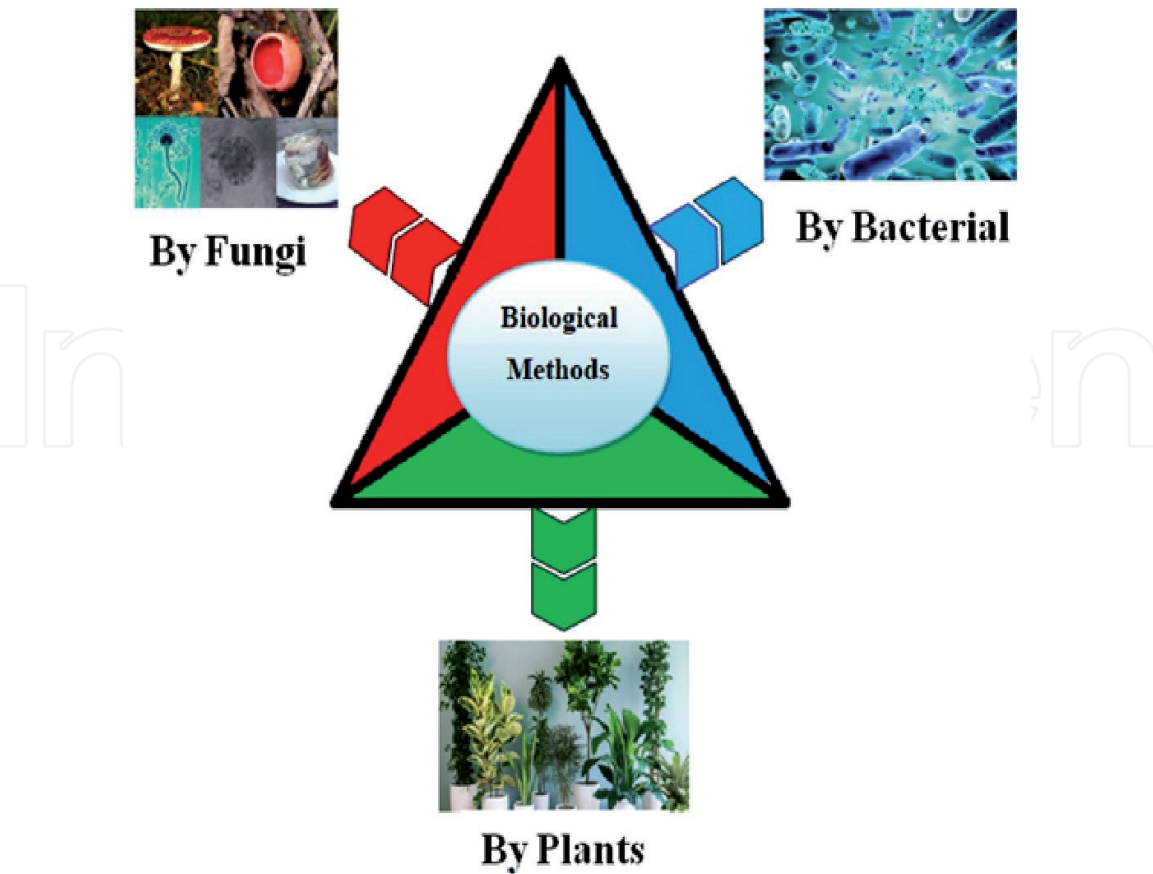 By Fungi
By Bacterial
Biological
Methods
By Plants